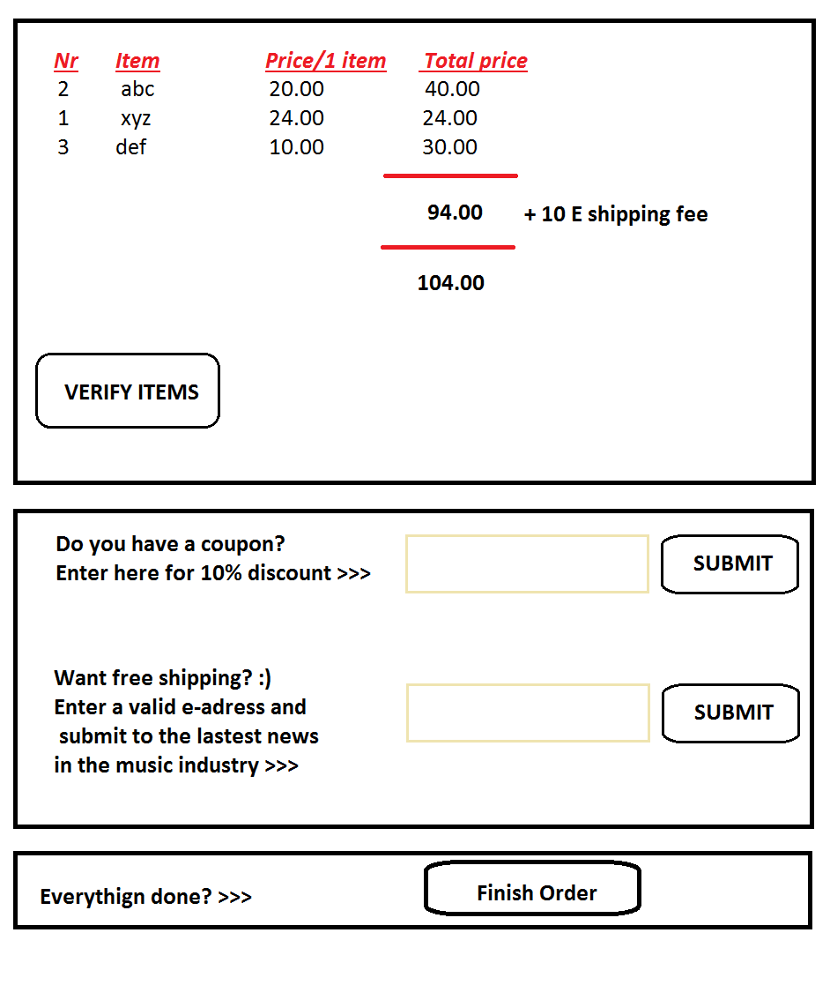 Nr Item Price/1 item Total price
2 abc 20.00 40.00
1 xyz 24.00 24.00
3 def 10.00 30.00
94.00 + 10 E shipping fee
104.00
VERIFY ITEMS
Do you have a coupon?
Enter here for 10% discount >>>
SUBMIT
Want free shipping? :)
Enter a valid e-adress and
submit to the lastest news
in the music industry >>>
SUBMIT
Everythign done? >>> Finish Order